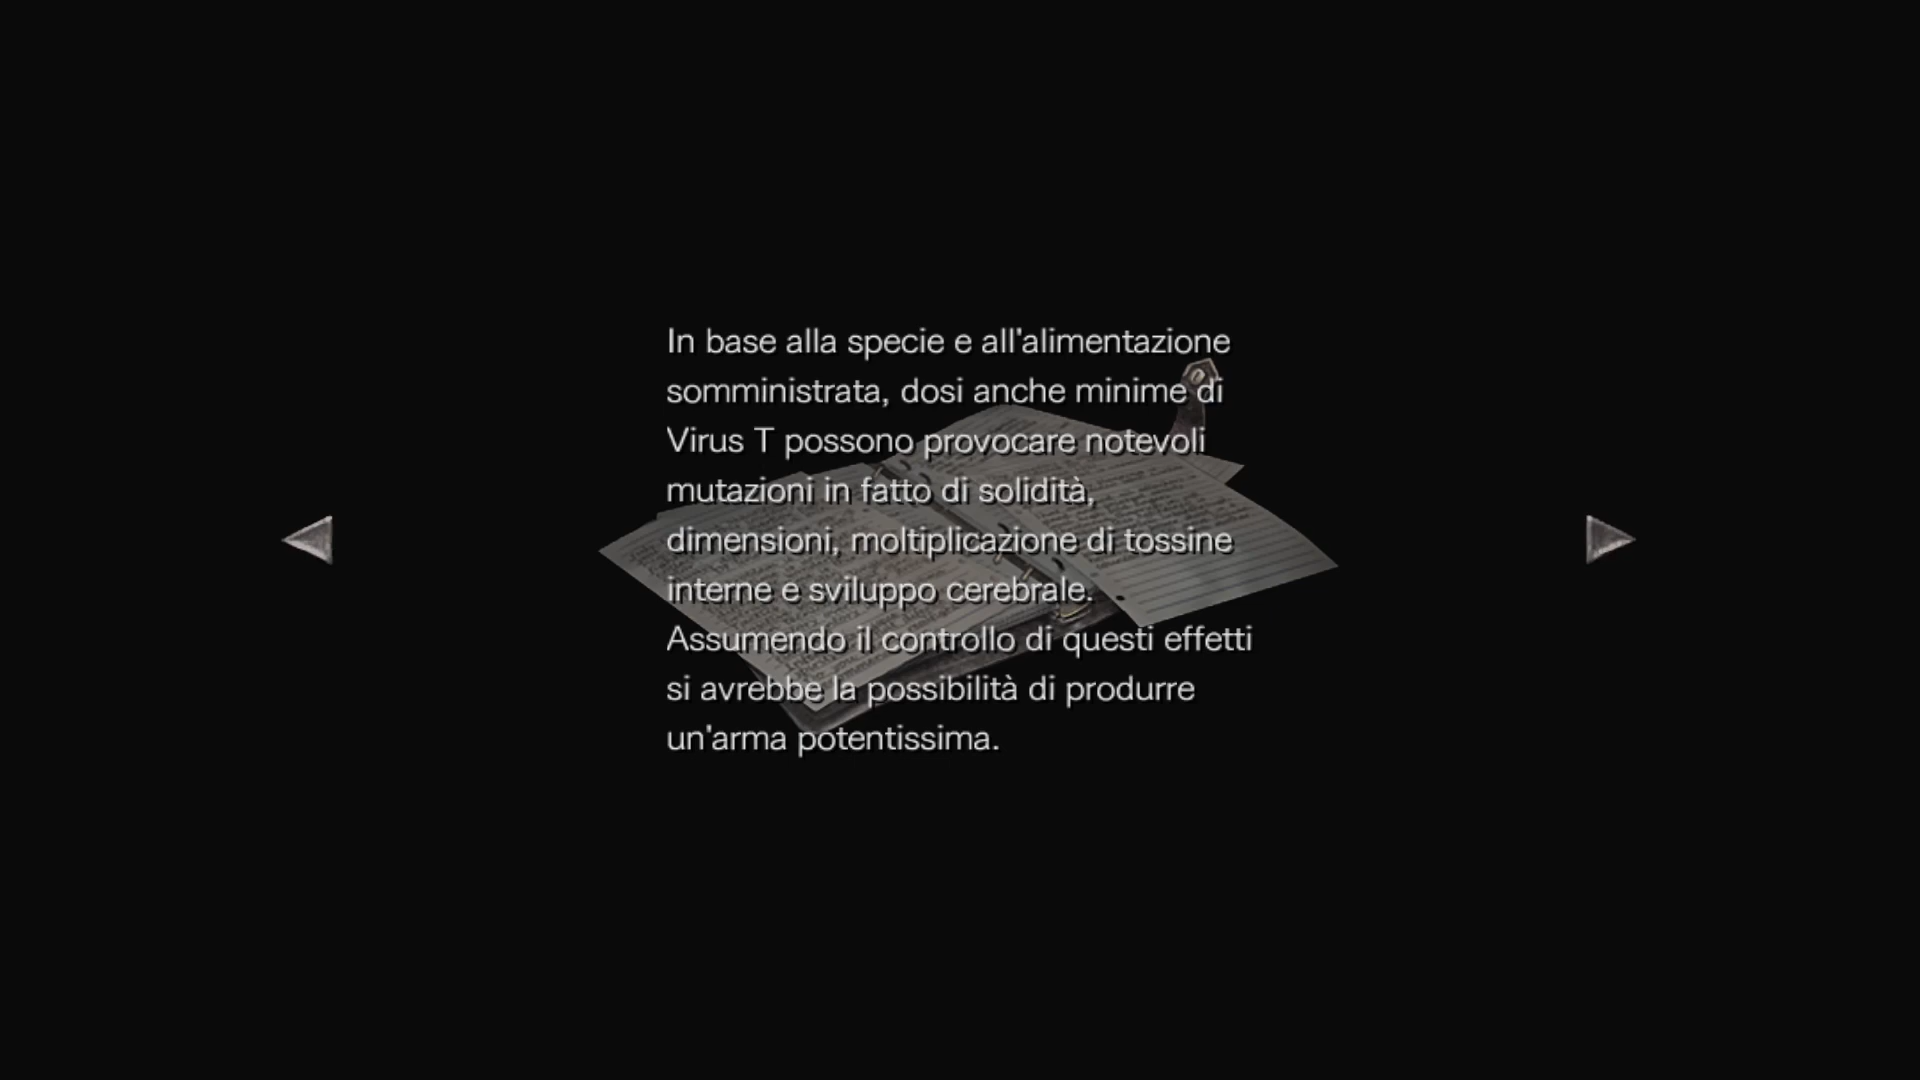 In base alla specie e all'alimentazione
somministrata, dosi anche minime di
Virus T possono provocare notevoli
mutazioni in fatto di solidità,
dimensioni, moltiplicazione di tossine
interne e sviluppo cerebrale.
Assumendo il controllo di questi effetti
si avrebbe la possibilità di produrre
un'arma potentissima.